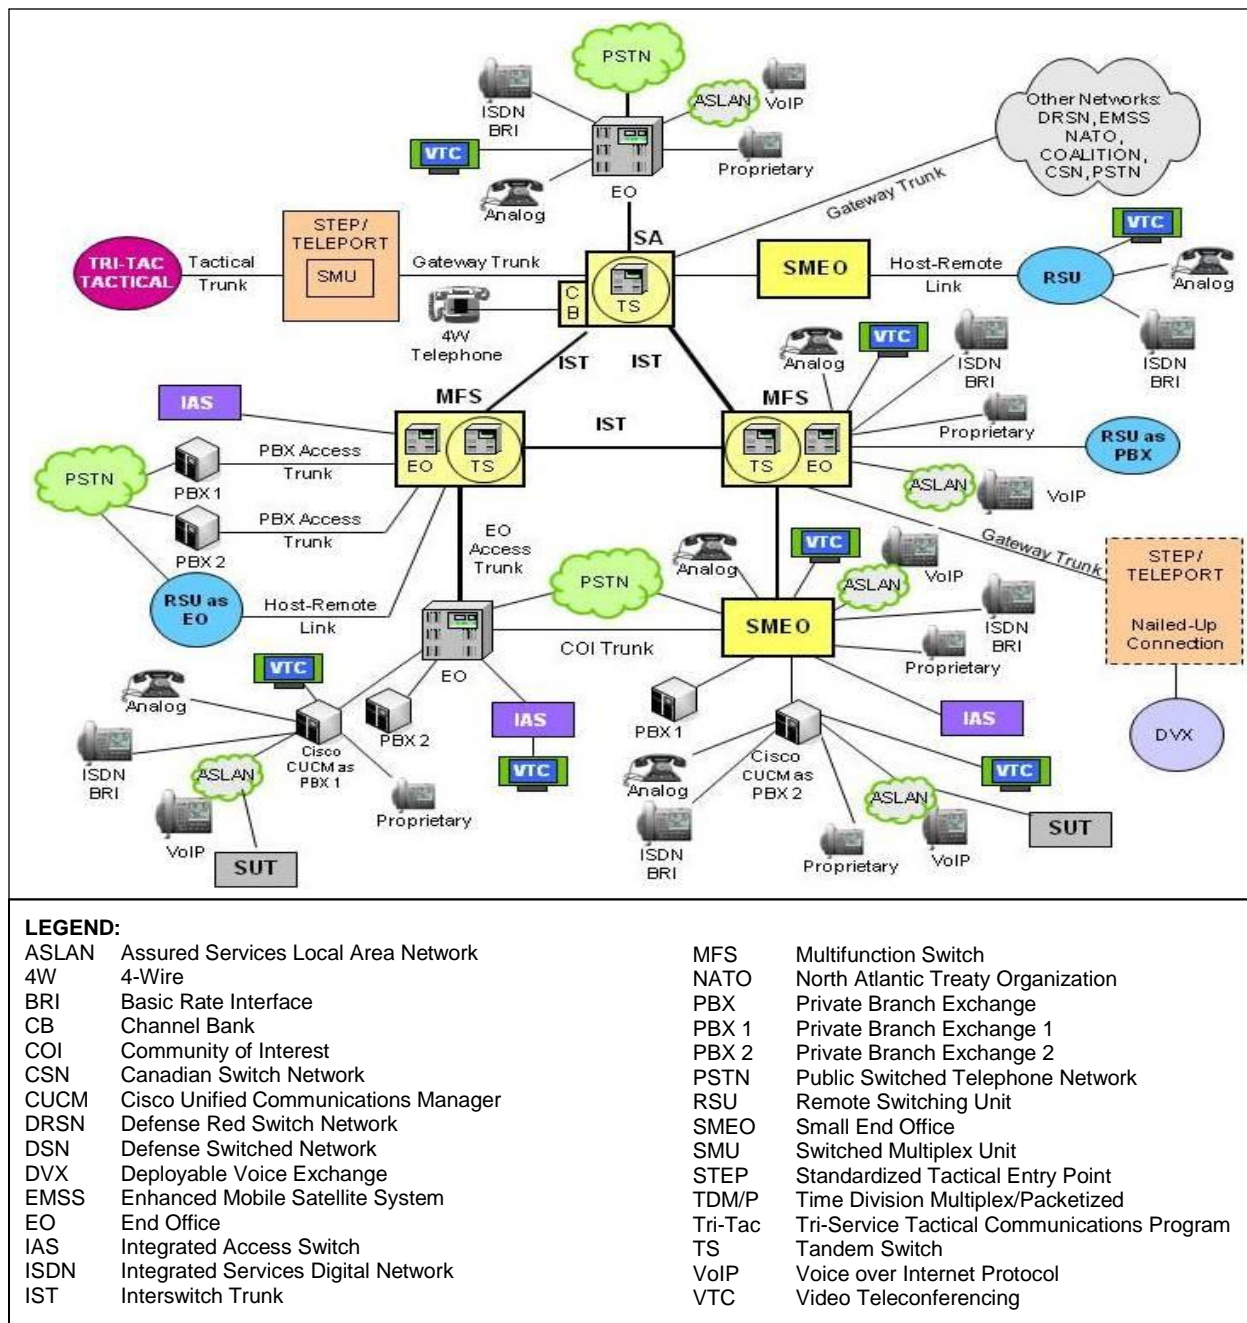 PSTN
ISDN
BRI
ASLAN
VoIP
VTC
Proprietary
Analog
EO
Other Networks:
DRSN, EMSS
NATO,
COALITION,
CSN, PSTN
Gateway Trunk
SA
TRI-TAC
TACTICAL
Tactical
Trunk
STEP/
TELEPORT
SMU
Gateway Trunk
C
B
TS
SMEO
Host-Remote
Link
RSU
VTC
Analog
ISDN
BRI
4W
Telephone
IST
IST
Analog
VTC
ISDN
BRI
IAS
MFS
EO
TS
IST
MFS
TS
EO
Proprietary
RSU as
PBX
PSTN
PBX 1
PBX Access
Trunk
PBX 2
PBX Access
Trunk
ASLAN
VoIP
EO
Access
Trunk
Gateway Trunk
STEP/
TELEPORT
Nailed-Up
Connection
DVX
RSU as
EO
Host-Remote
Link
PSTN
Analog
VTC
ASLAN
VoIP
EO
COI Trunk
SMEO
ISDN
BRI
Proprietary
VTC
Analog
ISDN
BRI
Cisco
CUCM as
PBX 1
PBX 2
IAS
VTC
ASLAN
VoIP
Proprietary
SUT
PBX 1
Analog
ISDN
BRI
Cisco
CUCM as
PBX 2
IAS
VTC
ASLAN
Proprietary
VoIP
SUT
LEGEND:
ASLAN Assured Services Local Area Network
4W 4-Wire
BRI Basic Rate Interface
CB Channel Bank
COI Community of Interest
CSN Canadian Switch Network
CUCM Cisco Unified Communications Manager
DRSN Defense Red Switch Network
DSN Defense Switched Network
DVX Deployable Voice Exchange
EMSS Enhanced Mobile Satellite System
EO End Office
IAS Integrated Access Switch
ISDN Integrated Services Digital Network
IST Interswitch Trunk
MFS Multifunction Switch
NATO North Atlantic Treaty Organization
PBX Private Branch Exchange
PBX 1 Private Branch Exchange 1
PBX 2 Private Branch Exchange 2
PSTN Public Switched Telephone Network
RSU Remote Switching Unit
SMEO Small End Office
SMU Switched Multiplex Unit
STEP Standardized Tactical Entry Point
TDM/P Time Division Multiplex/Packetized
Tri-Tac Tri-Service Tactical Communications Program
TS Tandem Switch
VoIP Voice over Internet Protocol
VTC Video Teleconferencing